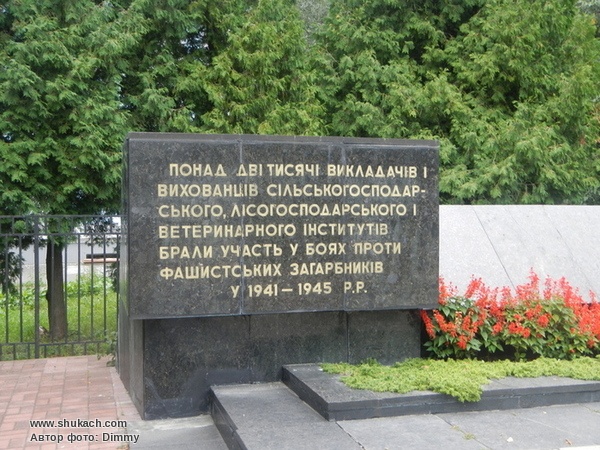 ПОНАД ДВІ ТИСЯЧІ ВИКЛАДАЧІВ І
ВИХОВАНЦІВ СІЛЬСЬКОГОСПОДАР-
СЬКОГО, ЛІСОГОСПОДАРСЬКОГО І
ВЕТЕРИНАРНОГО ІНСТИТУТІВ
БРАЛИ УЧАСТЬ У БОЯХ ПРОТИ
ФАШИСТСЬКИХ ЗАГАРБНИКІВ
У 1941 — 1945 Р.Р.
www.shukach.com
Автор фото: Dimmy